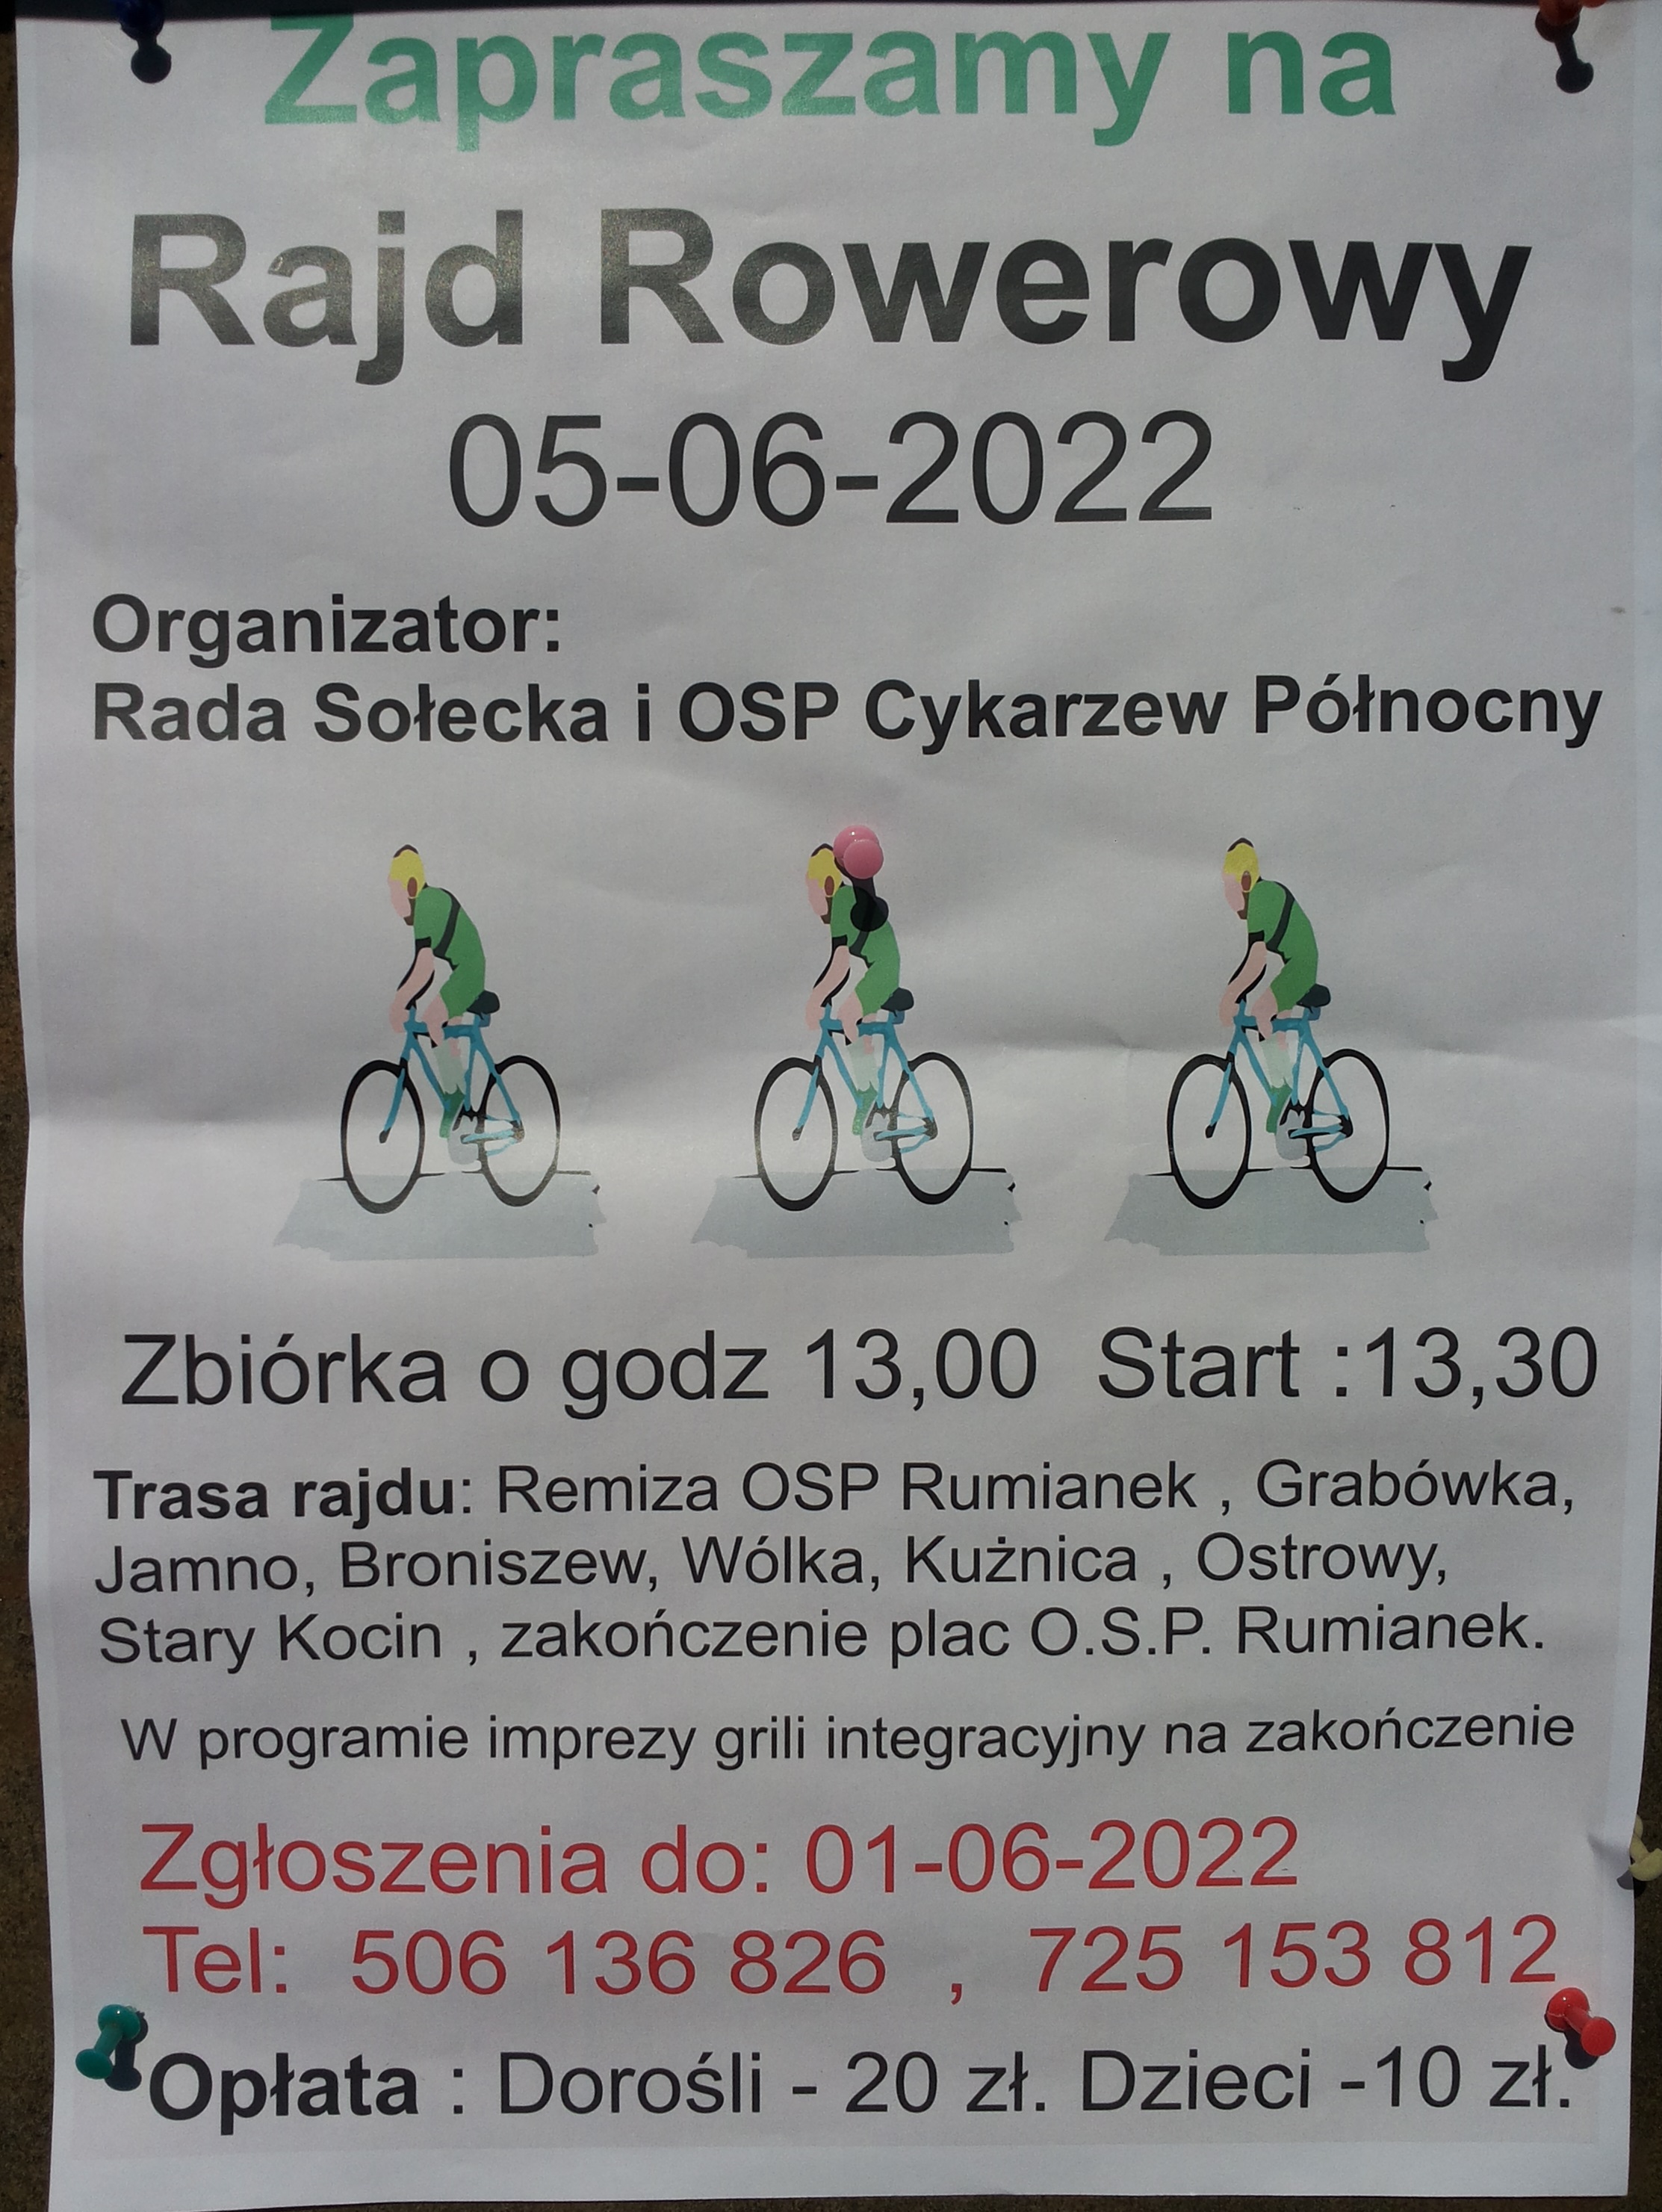 Zapraszamy na
Rajd Rowerowy
05-06-2022
Organizator:
Rada Sołecka i OSP Cykarzew Północny
Zbiórka o godz 13,00 Start :13,30
Trasa rajdu: Remiza OSP Rumianek , Grabówka,
Jamno, Broniszew, Wólka, Kużnica , Ostrowy,
Stary Kocin , zakończenie plac O.S.P. Rumianek.
W programie imprezy grili integracyjny na zakończenie
Zgłoszenia do: 01-06-2022
Tel: 506 136 826 , 725 153 812
Opłata : Dorośli - 20 zł. Dzieci -10 zł.